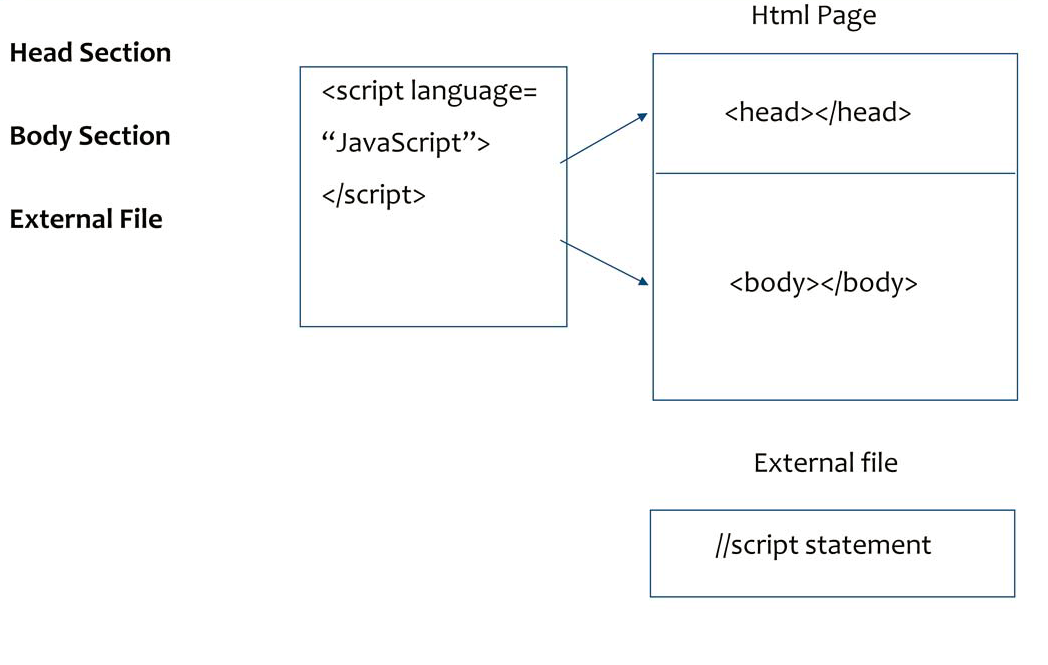 Head Section
Body Section
External File
<script language=
“JavaScript”>
</script>
Html Page
<head></head>
<body></body>
External file
//script statement